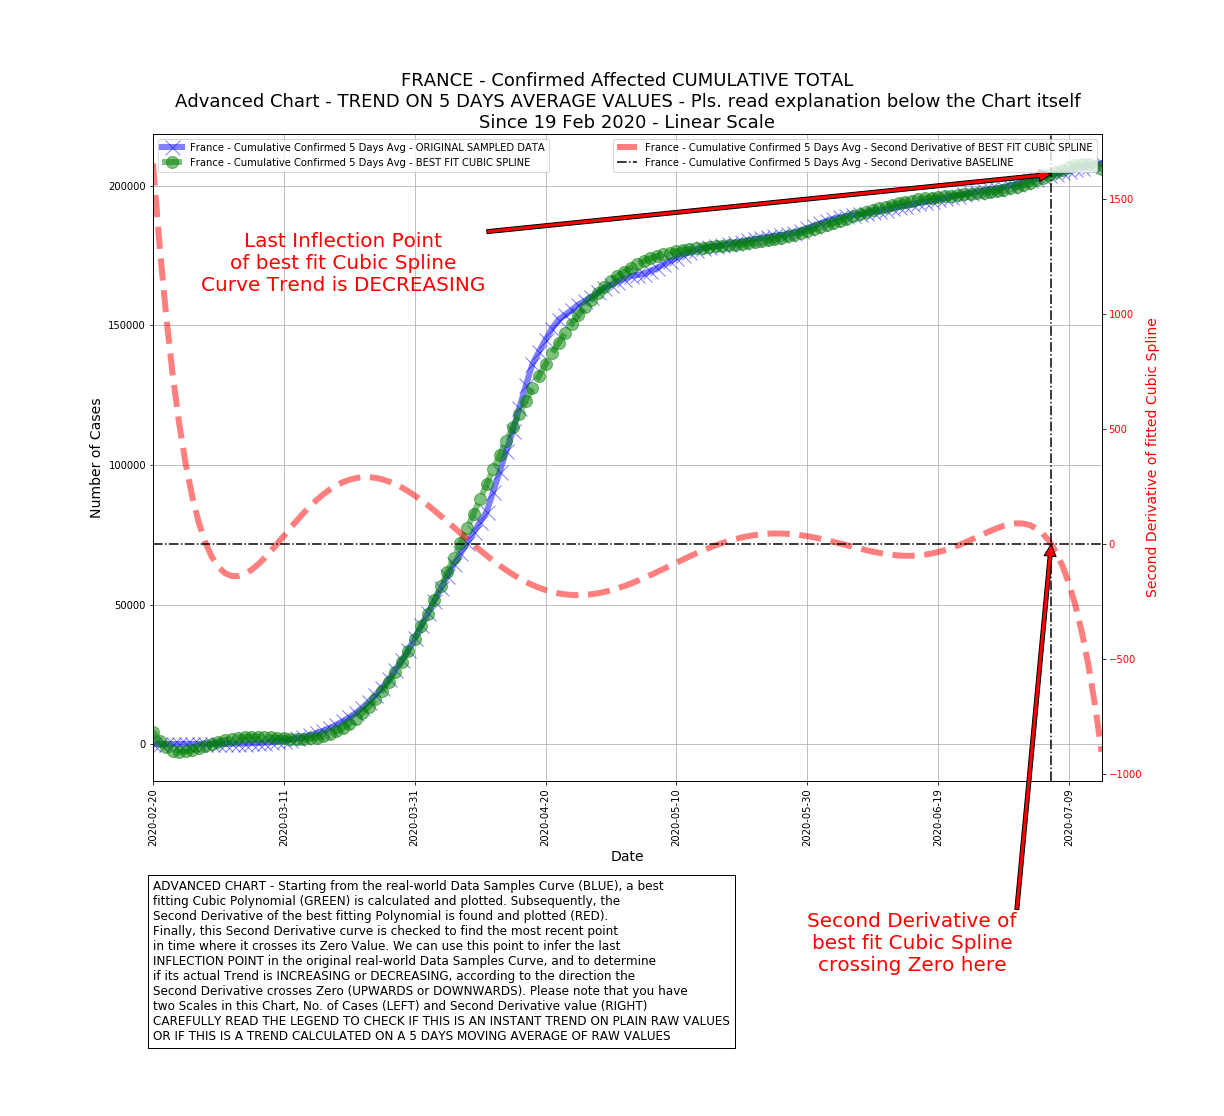 FRANCE - Confirmed Affected CUMULATIVE TOTAL
Advanced Chart - TREND ON 5 DAYS AVERAGE VALUES - Pls. read explanation below the Chart itself
Since 19 Feb 2020 - Linear Scale
France - Cumulative Confirmed 5 Days Avg - ORIGINAL SAMPLED DATA
France - Cumulative Confirmed 5 Days Avg - BEST FIT CUBIC SPLINE
France - Cumulative Confirmed 5 Days Avg - Second Derivative of BEST FIT CUBIC SPLINE
France - Cumulative Confirmed 5 Days Avg - Second Derivative BASELINE
Last Inflection Point
of best fit Cubic Spline
Curve Trend is DECREASING
Number of Cases
200000
150000
100000
50000
0
1500
1000
500
0
−500
−1000
Second Derivative of fitted Cubic Spline
2020-02-20
2020-03-11
2020-03-31
2020-04-20
2020-05-10
2020-05-30
2020-06-19
2020-07-09
Date
Second Derivative of
best fit Cubic Spline
crossing Zero here
ADVANCED CHART - Starting from the real-world Data Samples Curve (BLUE), a best
fitting Cubic Polynomial (GREEN) is calculated and plotted. Subsequently, the
Second Derivative of the best fitting Polynomial is found and plotted (RED).
Finally, this Second Derivative curve is checked to find the most recent point
in time where it crosses its Zero Value. We can use this point to infer the last
INFLECTION POINT in the original real-world Data Samples Curve, and to determine
if its actual Trend is INCREASING or DECREASING, according to the direction the
Second Derivative crosses Zero (UPWARDS or DOWNWARDS). Please note that you have
two Scales in this Chart, No. of Cases (LEFT) and Second Derivative value (RIGHT)
CAREFULLY READ THE LEGEND TO CHECK IF THIS IS AN INSTANT TREND ON PLAIN RAW VALUES
OR IF THIS IS A TREND CALCULATED ON A 5 DAYS MOVING AVERAGE OF RAW VALUES